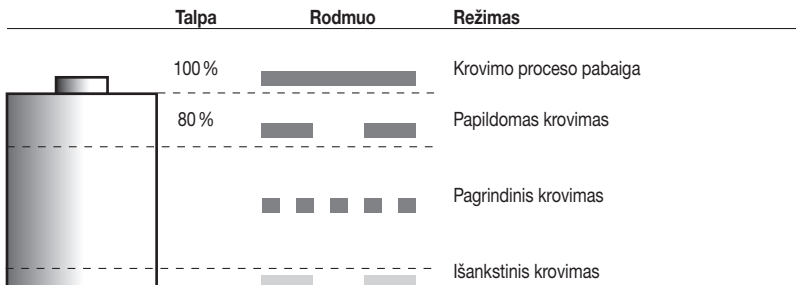 Talpa Rodmuo Režimas
100 % Krovimo proceso pabaiga
80 % Papildomas krovimas
Pagrindinis krovimas
Išankstinis krovimas